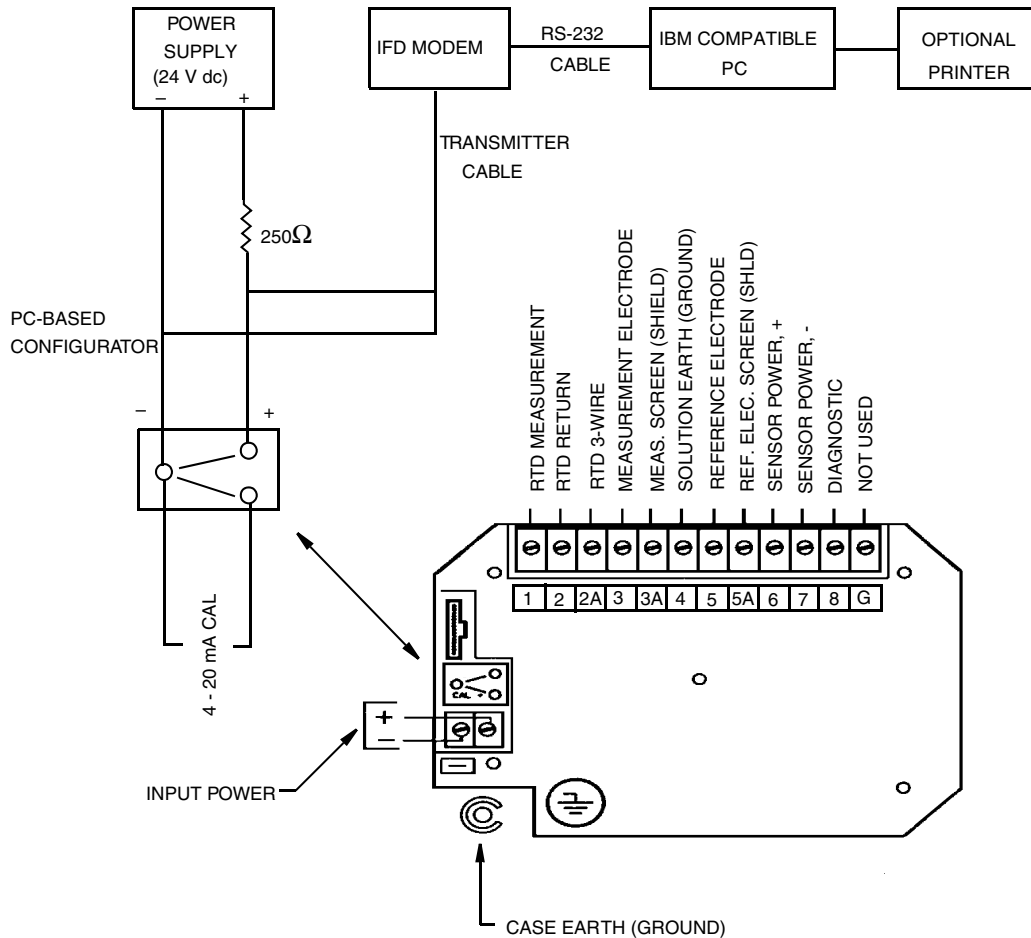 POWER
SUPPLY
(24 V dc)
– +
IFD MODEM
RS-232
CABLE
IBM COMPATIBLE
PC
OPTIONAL
PRINTER
TRANSMITTER
CABLE
250Ω
PC-BASED
CONFIGURATOR
– +
4 - 20 mA CAL
RTD MEASUREMENT
RTD RETURN
RTD 3-WIRE
MEASUREMENT ELECTRODE
MEAS. SCREEN (SHIELD)
SOLUTION EARTH (GROUND)
REFERENCE ELECTRODE
REF. ELEC. SCREEN (SHLD)
SENSOR POWER, +
SENSOR POWER, -
DIAGNOSTIC
NOT USED
1 2 2A 3 3A 4 5 5A 6 7 8 G
CAL +
+
–
–
INPUT POWER
CASE EARTH (GROUND)